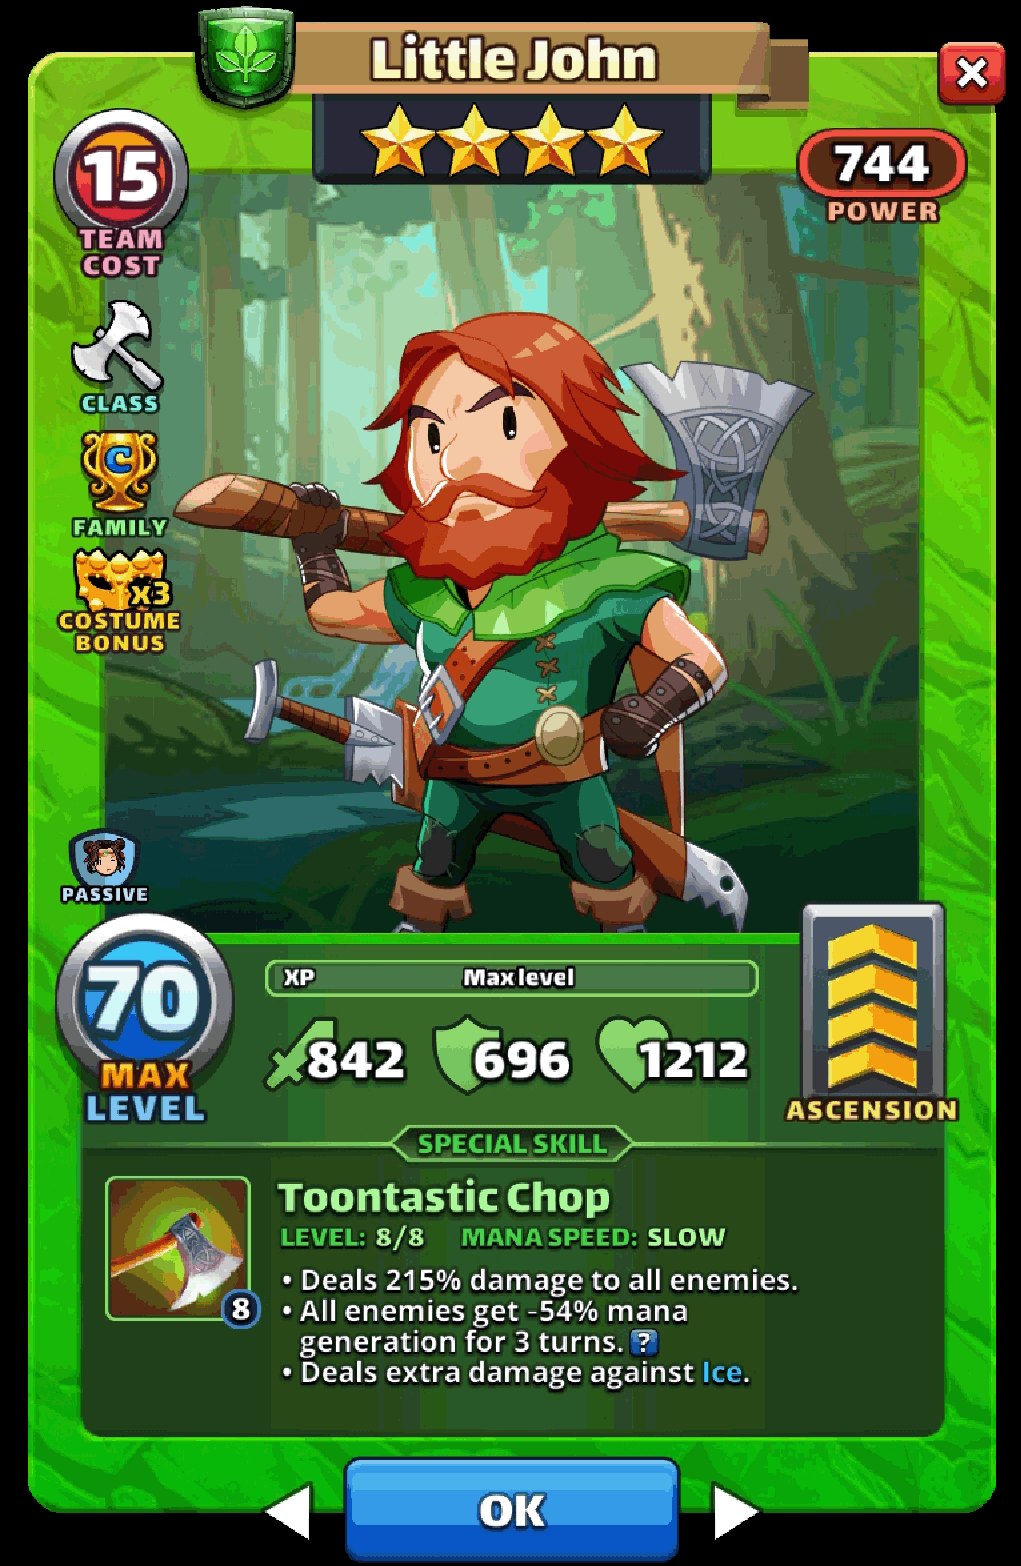 Little John
15
TEAM
COST
744
POWER
CLASS
C
FAMILY
x3
COSTUME
BONUS
PASSIVE
70
MAX
LEVEL
XP Max level
842 696 1212
ASCENSION
SPECIAL SKILL
Toontastic Chop
LEVEL: 8/8 MANA SPEED: SLOW
8
• Deals 215% damage to all enemies.
• All enemies get -54% mana
generation for 3 turns. ?
• Deals extra damage against Ice.
OK